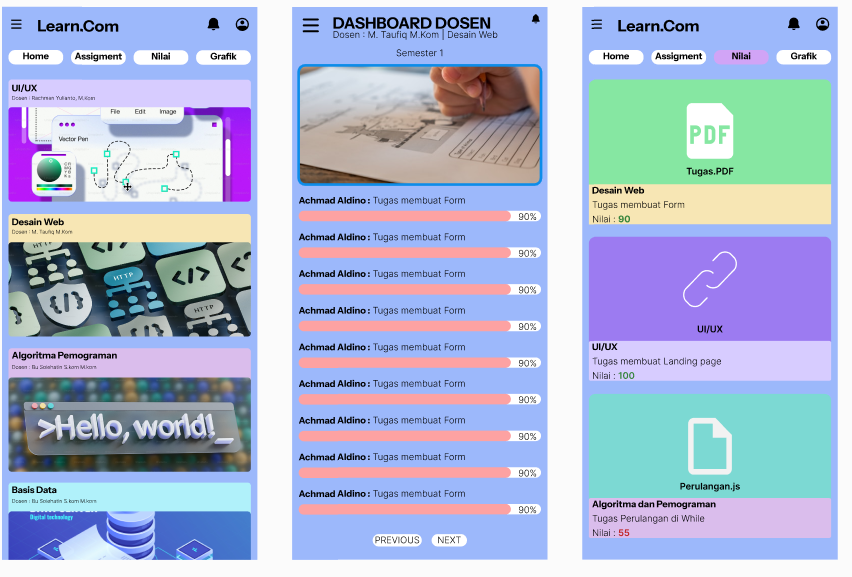 Learn.Com
Home Assigment Nilai Grafik
UI/UX
Dosen : Rachman Yulianto, M.Kom
File Edit Image
Vector Pen
Desain Web
Dosen : M. Taufiq M.Kom
HTTP
HTTP
HTTP
Algoritma Pemograman
Dosen : Bu Solehatin S.kom M.kom
>Hello, world!_
Basis Data
Dosen : Bu Solehatin S.kom M.kom
Digital technology
DASHBOARD DOSEN
Dosen : M. Taufiq M.Kom | Desain Web
Semester 1
Achmad Aldino : Tugas membuat Form
90%
Achmad Aldino : Tugas membuat Form
90%
Achmad Aldino : Tugas membuat Form
90%
Achmad Aldino : Tugas membuat Form
90%
Achmad Aldino : Tugas membuat Form
90%
Achmad Aldino : Tugas membuat Form
90%
Achmad Aldino : Tugas membuat Form
90%
Achmad Aldino : Tugas membuat Form
90%
Achmad Aldino : Tugas membuat Form
90%
PREVIOUS NEXT
Learn.Com
Home Assigment Nilai Grafik
PDF
Tugas.PDF
Desain Web
Tugas membuat Form
Nilai : 90
UI/UX
UI/UX
Tugas membuat Landing page
Nilai : 100
Perulangan.js
Algoritma dan Pemograman
Tugas Perulangan di While
Nilai : 55